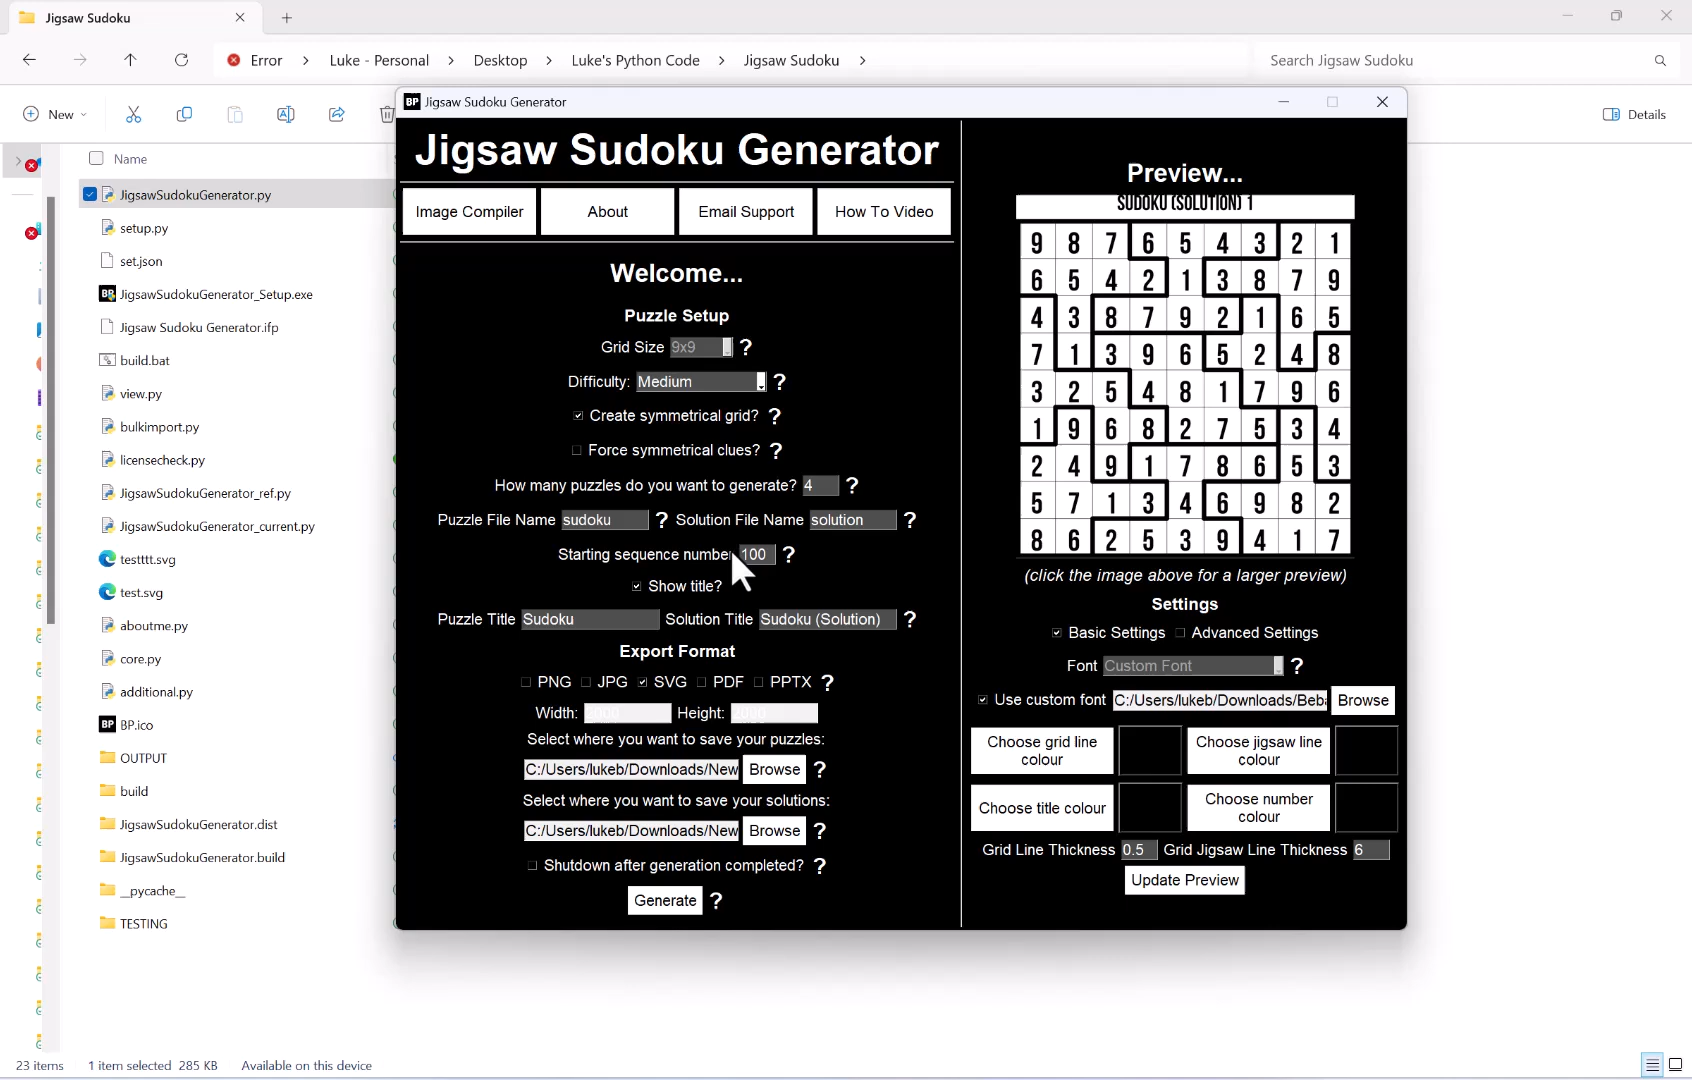 Jigsaw Sudoku
Error > Luke - Personal > Desktop > Luke's Python Code > Jigsaw Sudoku >
Search Jigsaw Sudoku
New
Details
Name
JigsawSudokuGenerator.py
setup.py
set.json
JigsawSudokuGenerator_Setup.exe
Jigsaw Sudoku Generator.ifp
build.bat
view.py
bulkimport.py
licensecheck.py
JigsawSudokuGenerator_ref.py
JigsawSudokuGenerator_current.py
testttt.svg
test.svg
aboutme.py
core.py
additional.py
BP BP.ico
OUTPUT
build
JigsawSudokuGenerator.dist
JigsawSudokuGenerator.build
__pycache__
TESTING
23 items 1 item selected 285 KB Available on this device
BP Jigsaw Sudoku Generator
Jigsaw Sudoku Generator
Image Compiler About Email Support How To Video
Welcome...
Puzzle Setup
Grid Size 9x9 ?
Difficulty: Medium ?
Create symmetrical grid? ?
Force symmetrical clues? ?
How many puzzles do you want to generate? 4 ?
Puzzle File Name sudoku ? Solution File Name solution ?
Starting sequence number 100 ?
Show title?
Puzzle Title Sudoku Solution Title Sudoku (Solution) ?
Export Format
PNG JPG SVG PDF PPTX ?
Width: Height:
Select where you want to save your puzzles:
C:/Users/lukeb/Downloads/New Browse ?
Select where you want to save your solutions:
C:/Users/lukeb/Downloads/New Browse ?
Shutdown after generation completed? ?
Generate ?
Preview...
SUDOKU (SOLUTION) 1
9 8 7 6 5 4 3 2 1
6 5 4 2 1 3 8 7 9
4 3 8 7 9 2 1 6 5
7 1 3 9 6 5 2 4 8
3 2 5 4 8 1 7 9 6
1 9 6 8 2 7 5 3 4
2 4 9 1 7 8 6 5 3
5 7 1 3 4 6 9 8 2
8 6 2 5 3 9 4 1 7
(click the image above for a larger preview)
Settings
Basic Settings Advanced Settings
Font Custom Font ?
Use custom font C:/Users/lukeb/Downloads/Beb Browse
Choose grid line colour
Choose jigsaw line colour
Choose title colour
Choose number colour
Grid Line Thickness 0.5 Grid Jigsaw Line Thickness 6
Update Preview